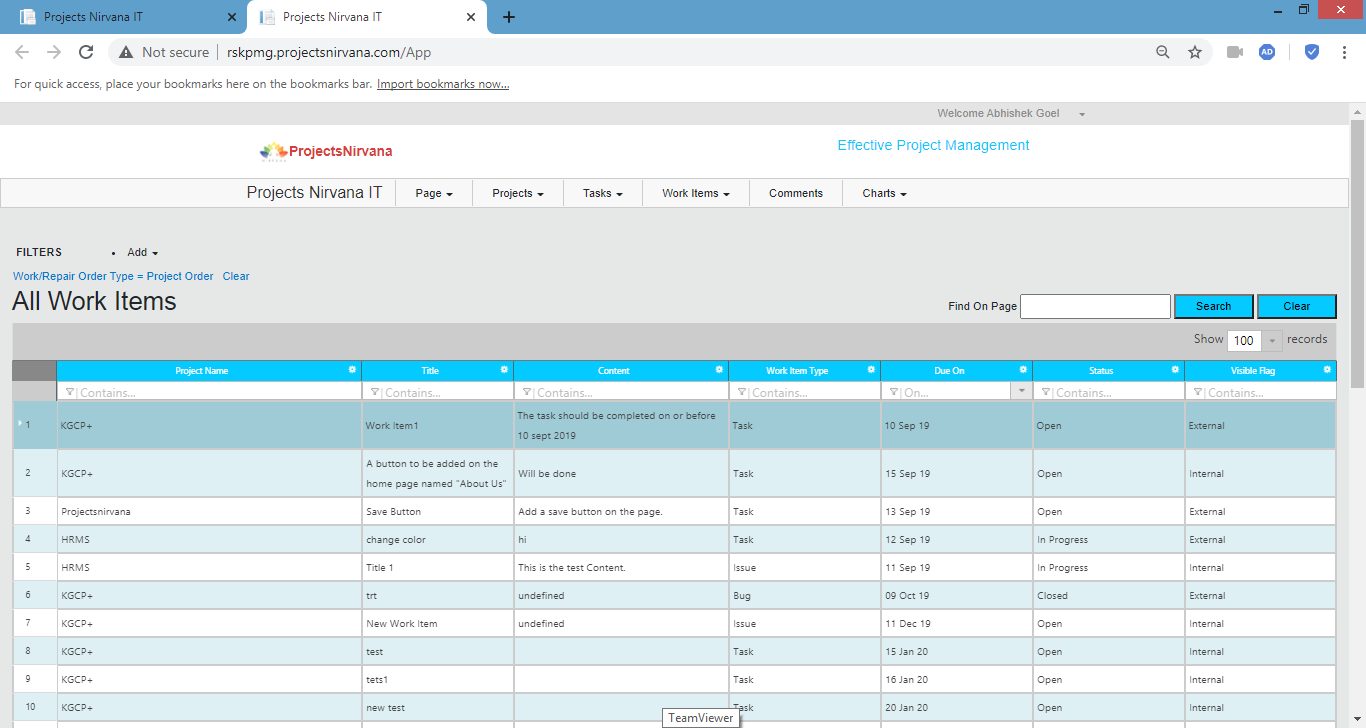 Projects Nirvana IT
Projects Nirvana IT
Not secure rskpmg.projectsnirvana.com/App
AD
For quick access, place your bookmarks here on the bookmarks bar. Import bookmarks now...
Welcome Abhishek Goel
ProjectsNirvana
Effective Project Management
Projects Nirvana IT Page Projects Tasks Work Items Comments Charts
FILTERS Add
Work/Repair Order Type = Project Order Clear
All Work Items
Find On Page Search Clear
Show 100 records
Project Name Title Content Work Item Type Due On Status Visible Flag
Contains... Contains... Contains... Contains... On... Contains... Contains...
1 KGCP+ Work Item1 The task should be completed on or before 10 sept 2019 Task 10 Sep 19 Open External
2 KGCP+ A button to be added on the home page named "About Us" Will be done Task 15 Sep 19 Open Internal
3 Projectsnirvana Save Button Add a save button on the page. Task 13 Sep 19 Open External
4 HRMS change color hi Task 12 Sep 19 In Progress External
5 HRMS Title 1 This is the test Content. Issue 11 Sep 19 In Progress Internal
6 KGCP+ trt undefined Bug 09 Oct 19 Closed External
7 KGCP+ New Work Item undefined Issue 11 Dec 19 Open Internal
8 KGCP+ test Task 15 Jan 20 Open Internal
9 KGCP+ tets1 Task 16 Jan 20 Open Internal
10 KGCP+ new test Task 20 Jan 20 Open Internal
TeamViewer